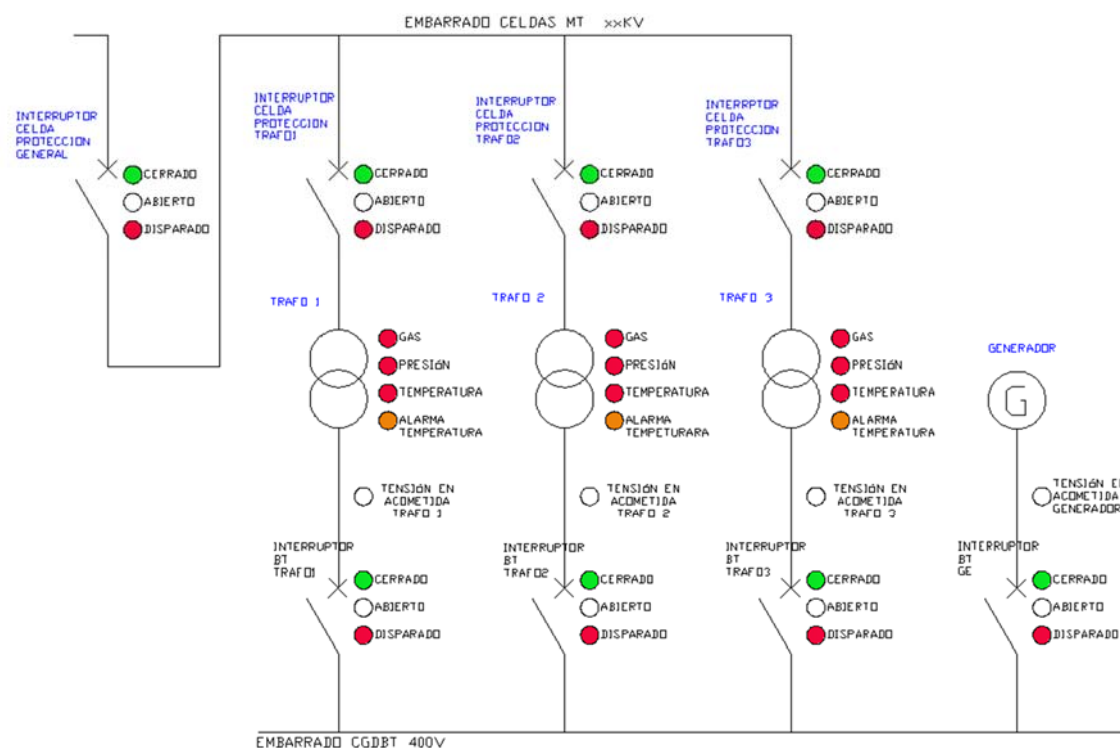 EMBARRADO CELDAS MT xxKV
INTERRUPTOR
CELDA
PROTECCION
GENERAL
CERRADO
ABIERTO
DISPARADO
INTERRUPTOR
CELDA
PROTECCION
TRAFO1
CERRADO
ABIERTO
DISPARADO
INTERRUPTOR
CELDA
PROTECCION
TRAFO2
CERRADO
ABIERTO
DISPARADO
INTERRPTOR
CELDA
PROTECCION
TRAFO3
CERRADO
ABIERTO
DISPARADO
TRAFO 1
GAS
PRESIÓN
TEMPERATURA
ALARMA
TEMPERATURA
TRAFO 2
GAS
PRESIÓN
TEMPERATURA
ALARMA
TEMPETURARA
TRAFO 3
GAS
PRESIÓN
TEMPERATURA
ALARMA
TEMPERATURA
GENERADOR
G
TENSIÓN EN
ACOMETIDA
TRAFO 1
TENSIÓN EN
ACOMETIDA
TRAFO 2
TENSIÓN EN
ACOMETIDA
TRAFO 3
TENSIÓN E
ACOMETIDA
GENERADOR
INTERRUPTOR
BT
TRAFO1
CERRADO
ABIERTO
DISPARADO
INTERRUPTOR
BT
TRAFO2
CERRADO
ABIERTO
DISPARADO
INTERRUPTOR
BT
TRAFO3
CERRADO
ABIERTO
DISPARADO
INTERRUPTOR
BT
GE
CERRADO
ABIERTO
DISPARADO
EMBARRADO CGDBT 400V